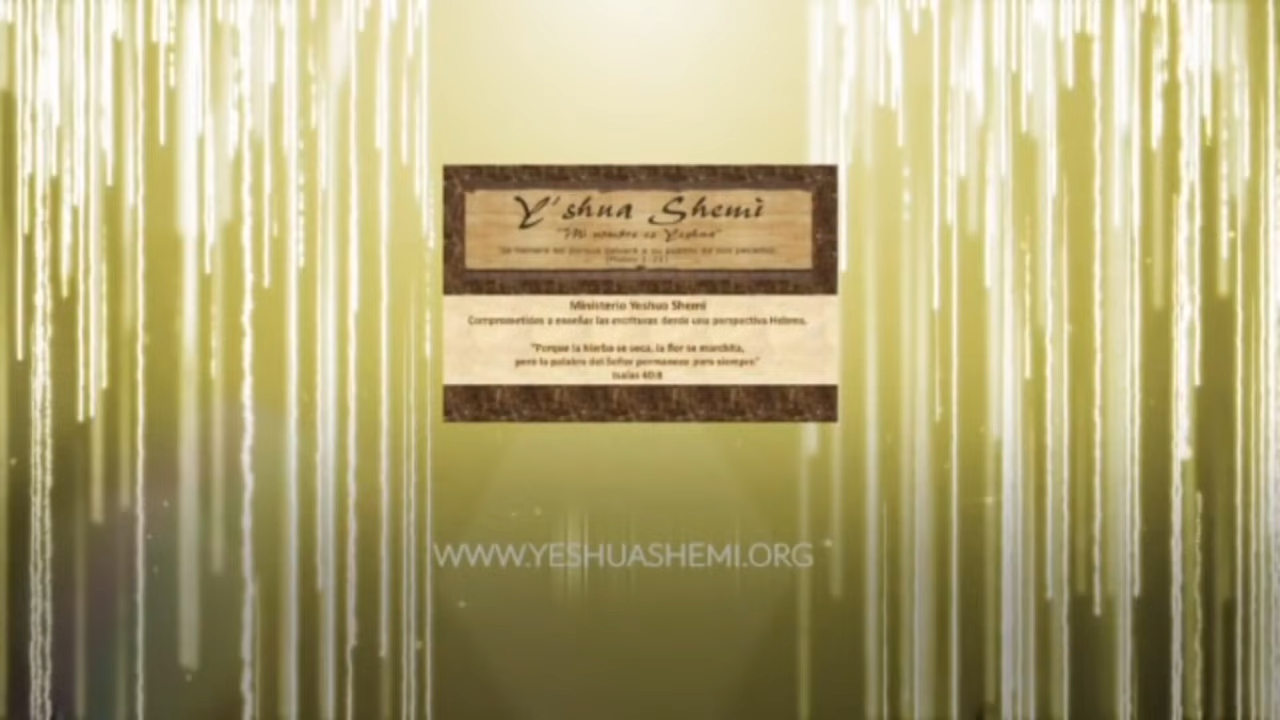 Y'shua Shemi
"Mi nombre es Yeshua"
Ministerio Yeshua Shemi
Comprometidos a enseñar las escrituras desde una perspectiva Hebrea.
"Porque la hierba se seca, la flor se marchita,
pero la palabra del Señor permanece para siempre"
Isaías 40:8
WWW.YESHUASHEMI.ORG